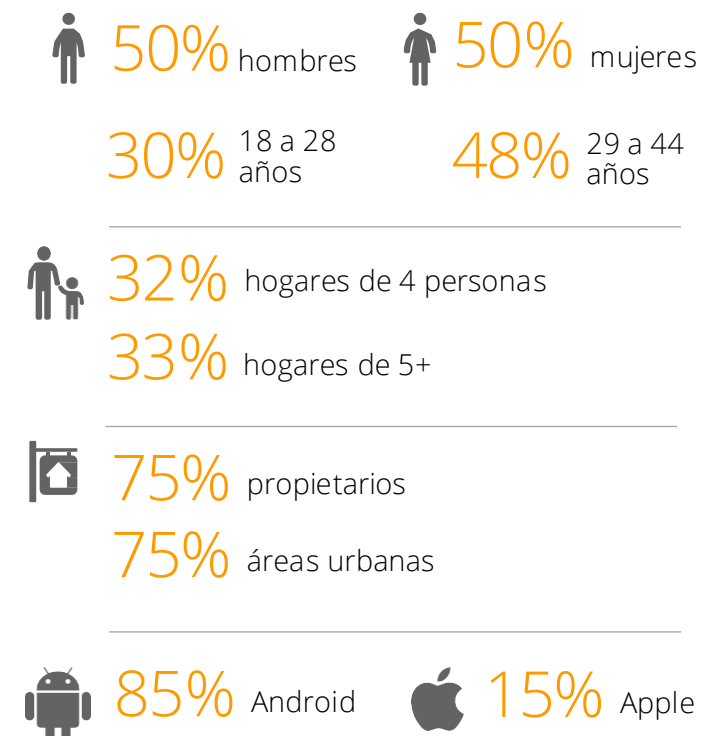 50% hombres 50% mujeres
30% 18 a 28 años 48% 29 a 44 años
32% hogares de 4 personas
33% hogares de 5+
75% propietarios
75% áreas urbanas
85% Android 15% Apple